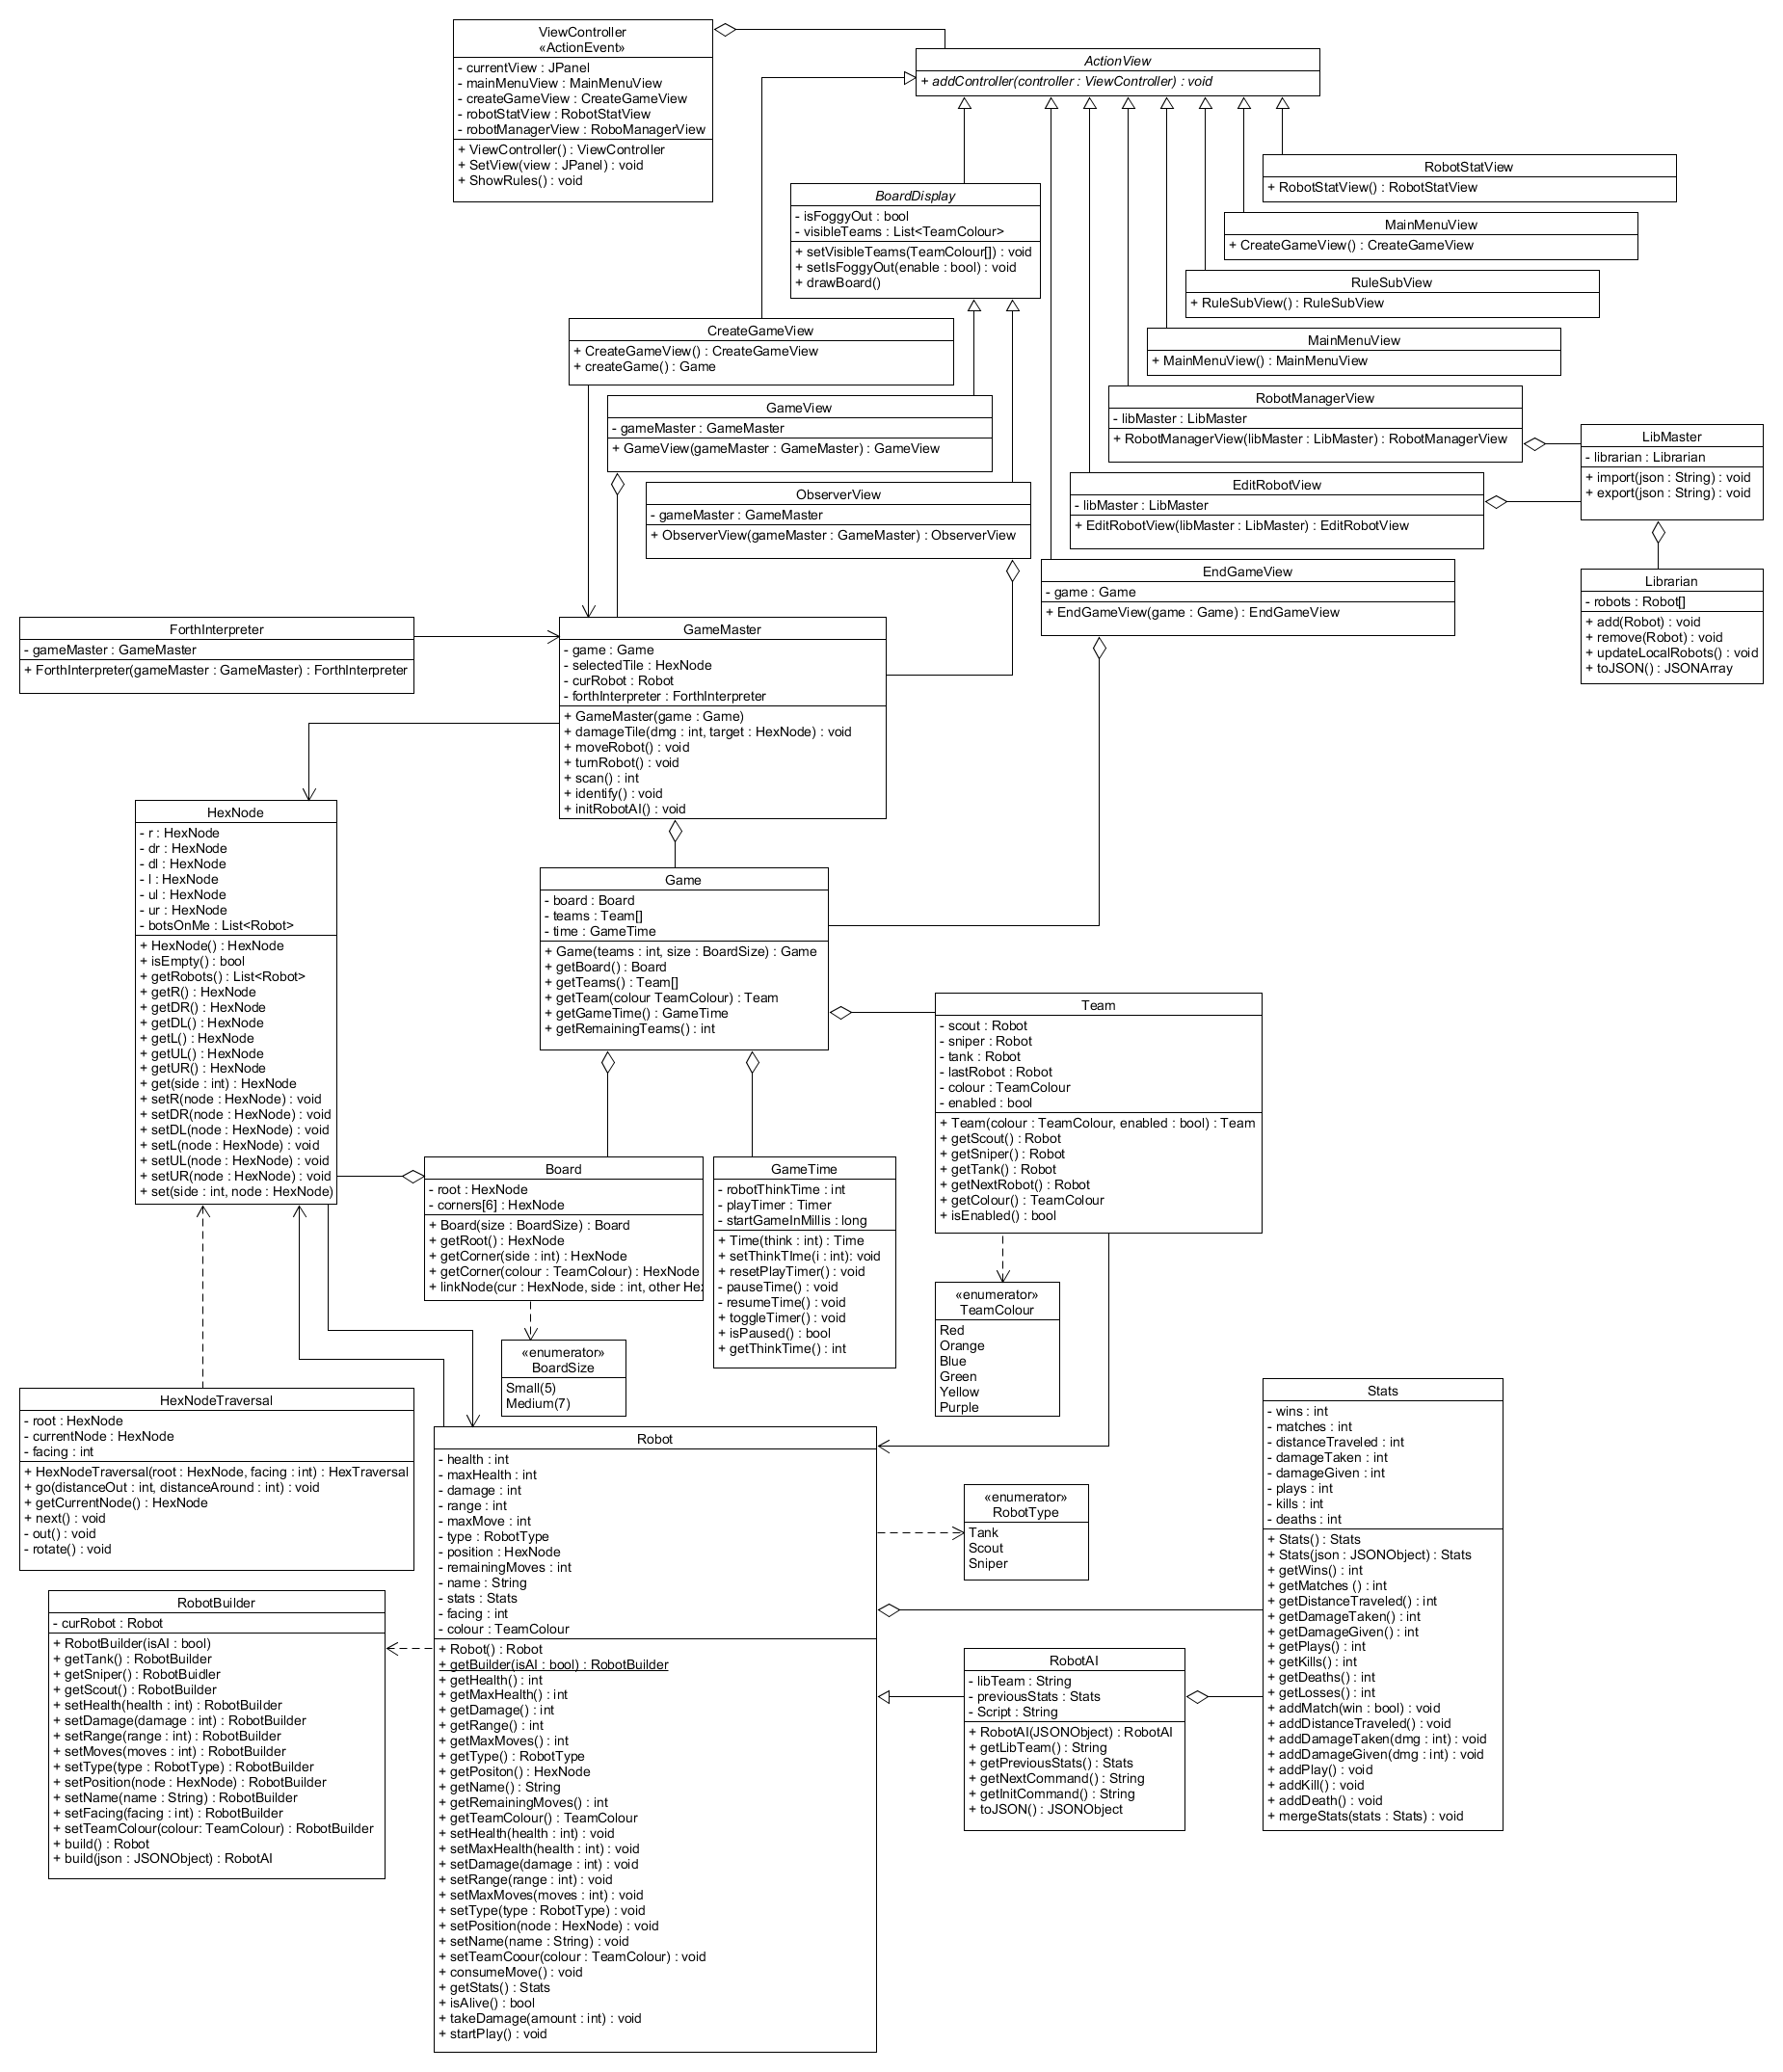 ViewController
«ActionEvent»
- currentView : JPanel
- mainMenuView : MainMenuView
- createGameView : CreateGameView
- robotStatView : RobotStatView
- robotManagerView : RoboManagerView
+ ViewController() : ViewController
+ SetView(view : JPanel) : void
+ ShowRules() : void
ActionView
+ addController(controller : ViewController) : void
RobotStatView
+ RobotStatView() : RobotStatView
BoardDisplay
- isFoggyOut : bool
- visibleTeams : List<TeamColour>
+ setVisibleTeams(TeamColour[]) : void
+ setIsFoggyOut(enable : bool) : void
+ drawBoard()
MainMenuView
+ CreateGameView() : CreateGameView
RuleSubView
+ RuleSubView() : RuleSubView
CreateGameView
+ CreateGameView() : CreateGameView
+ createGame() : Game
MainMenuView
+ MainMenuView() : MainMenuView
GameView
- gameMaster : GameMaster
+ GameView(gameMaster : GameMaster) : GameView
RobotManagerView
- libMaster : LibMaster
+ RobotManagerView(libMaster : LibMaster) : RobotManagerView
LibMaster
- librarian : Librarian
+ import(json : String) : void
+ export(json : String) : void
ObserverView
- gameMaster : GameMaster
+ ObserverView(gameMaster : GameMaster) : ObserverView
EditRobotView
- libMaster : LibMaster
+ EditRobotView(libMaster : LibMaster) : EditRobotView
EndGameView
- game : Game
+ EndGameView(game : Game) : EndGameView
Librarian
- robots : Robot[]
+ add(Robot) : void
+ remove(Robot) : void
+ updateLocalRobots() : void
+ toJSON() : JSONArray
ForthInterpreter
- gameMaster : GameMaster
+ ForthInterpreter(gameMaster : GameMaster) : ForthInterpreter
GameMaster
- game : Game
- selectedTile : HexNode
- curRobot : Robot
- forthInterpreter : ForthInterpreter
+ GameMaster(game : Game)
+ damageTile(dmg : int, target : HexNode) : void
+ moveRobot() : void
+ turnRobot() : void
+ scan() : int
+ identify() : void
+ initRobotAI() : void
HexNode
- r : HexNode
- dr : HexNode
- dl : HexNode
- l : HexNode
- ul : HexNode
- ur : HexNode
- botsOnMe : List<Robot>
+ HexNode() : HexNode
+ isEmpty() : bool
+ getRobots() : List<Robot>
+ getR() : HexNode
+ getDR() : HexNode
+ getDL() : HexNode
+ getL() : HexNode
+ getUL() : HexNode
+ getUR() : HexNode
+ get(side : int) : HexNode
+ setR(node : HexNode) : void
+ setDR(node : HexNode) : void
+ setDL(node : HexNode) : void
+ setL(node : HexNode) : void
+ setUL(node : HexNode) : void
+ setUR(node : HexNode) : void
+ set(side : int, node : HexNode)
Game
- board : Board
- teams : Team[]
- time : GameTime
+ Game(teams : int, size : BoardSize) : Game
+ getBoard() : Board
+ getTeams() : Team[]
+ getTeam(colour TeamColour) : Team
+ getGameTime() : GameTime
+ getRemainingTeams() : int
Team
- scout : Robot
- sniper : Robot
- tank : Robot
- lastRobot : Robot
- colour : TeamColour
- enabled : bool
+ Team(colour : TeamColour, enabled : bool) : Team
+ getScout() : Robot
+ getSniper() : Robot
+ getTank() : Robot
+ getNextRobot() : Robot
+ getColour() : TeamColour
+ isEnabled() : bool
Board
- root : HexNode
- corners[6] : HexNode
+ Board(size : BoardSize) : Board
+ getRoot() : HexNode
+ getCorner(side : int) : HexNode
+ getCorner(colour : TeamColour) : HexNode
+ linkNode(cur : HexNode, side : int, other He
GameTime
- robotThinkTime : int
- playTimer : Timer
- startGameInMillis : long
+ Time(think : int) : Time
+ setThinkTIme(i : int): void
+ resetPlayTimer() : void
- pauseTime() : void
- resumeTime() : void
+ toggleTimer() : void
+ isPaused() : bool
+ getThinkTime() : int
«enumerator»
TeamColour
Red
Orange
Blue
Green
Yellow
Purple
«enumerator»
BoardSize
Small(5)
Medium(7)
HexNodeTraversal
- root : HexNode
- currentNode : HexNode
- facing : int
+ HexNodeTraversal(root : HexNode, facing : int) : HexTraversal
+ go(distanceOut : int, distanceAround : int) : void
+ getCurrentNode() : HexNode
+ next() : void
- out() : void
- rotate() : void
Robot
- health : int
- maxHealth : int
- damage : int
- range : int
- maxMove : int
- type : RobotType
- position : HexNode
- remainingMoves : int
- name : String
- stats : Stats
- facing : int
- colour : TeamColour
+ Robot() : Robot
+ getBuilder(isAI : bool) : RobotBuilder
+ getHealth() : int
+ getMaxHealth() : int
+ getDamage() : int
+ getRange() : int
+ getMaxMoves() : int
+ getType() : RobotType
+ getPositon() : HexNode
+ getName() : String
+ getRemainingMoves() : int
+ getTeamColour() : TeamColour
+ setHealth(health : int) : void
+ setMaxHealth(health : int) : void
+ setDamage(damage : int) : void
+ setRange(range : int) : void
+ setMaxMoves(moves : int) : void
+ setType(type : RobotType) : void
+ setPosition(node : HexNode) : void
+ setName(name : String) : void
+ setTeamCoour(colour : TeamColour) : void
+ consumeMove() : void
+ getStats() : Stats
+ isAlive() : bool
+ takeDamage(amount : int) : void
+ startPlay() : void
«enumerator»
RobotType
Tank
Scout
Sniper
Stats
- wins : int
- matches : int
- distanceTraveled : int
- damageTaken : int
- damageGiven : int
- plays : int
- kills : int
- deaths : int
+ Stats() : Stats
+ Stats(json : JSONObject) : Stats
+ getWins() : int
+ getMatches () : int
+ getDistanceTraveled() : int
+ getDamageTaken() : int
+ getDamageGiven() : int
+ getPlays() : int
+ getKills() : int
+ getDeaths() : int
+ getLosses() : int
+ addMatch(win : bool) : void
+ addDistanceTraveled() : void
+ addDamageTaken(dmg : int) : void
+ addDamageGiven(dmg : int) : void
+ addPlay() : void
+ addKill() : void
+ addDeath() : void
+ mergeStats(stats : Stats) : void
RobotBuilder
- curRobot : Robot
+ RobotBuilder(isAI : bool)
+ getTank() : RobotBuilder
+ getSniper() : RobotBuidler
+ getScout() : RobotBuilder
+ setHealth(health : int) : RobotBuilder
+ setDamage(damage : int) : RobotBuilder
+ setRange(range : int) : RobotBuilder
+ setMoves(moves : int) : RobotBuilder
+ setType(type : RobotType) : RobotBuilder
+ setPosition(node : HexNode) : RobotBuilder
+ setName(name : String) : RobotBuilder
+ setFacing(facing : int) : RobotBuilder
+ setTeamColour(colour: TeamColour) : RobotBuilder
+ build() : Robot
+ build(json : JSONObject) : RobotAI
RobotAI
- libTeam : String
- previousStats : Stats
- Script : String
+ RobotAI(JSONObject) : RobotAI
+ getLibTeam() : String
+ getPreviousStats() : Stats
+ getNextCommand() : String
+ getInitCommand() : String
+ toJSON() : JSONObject